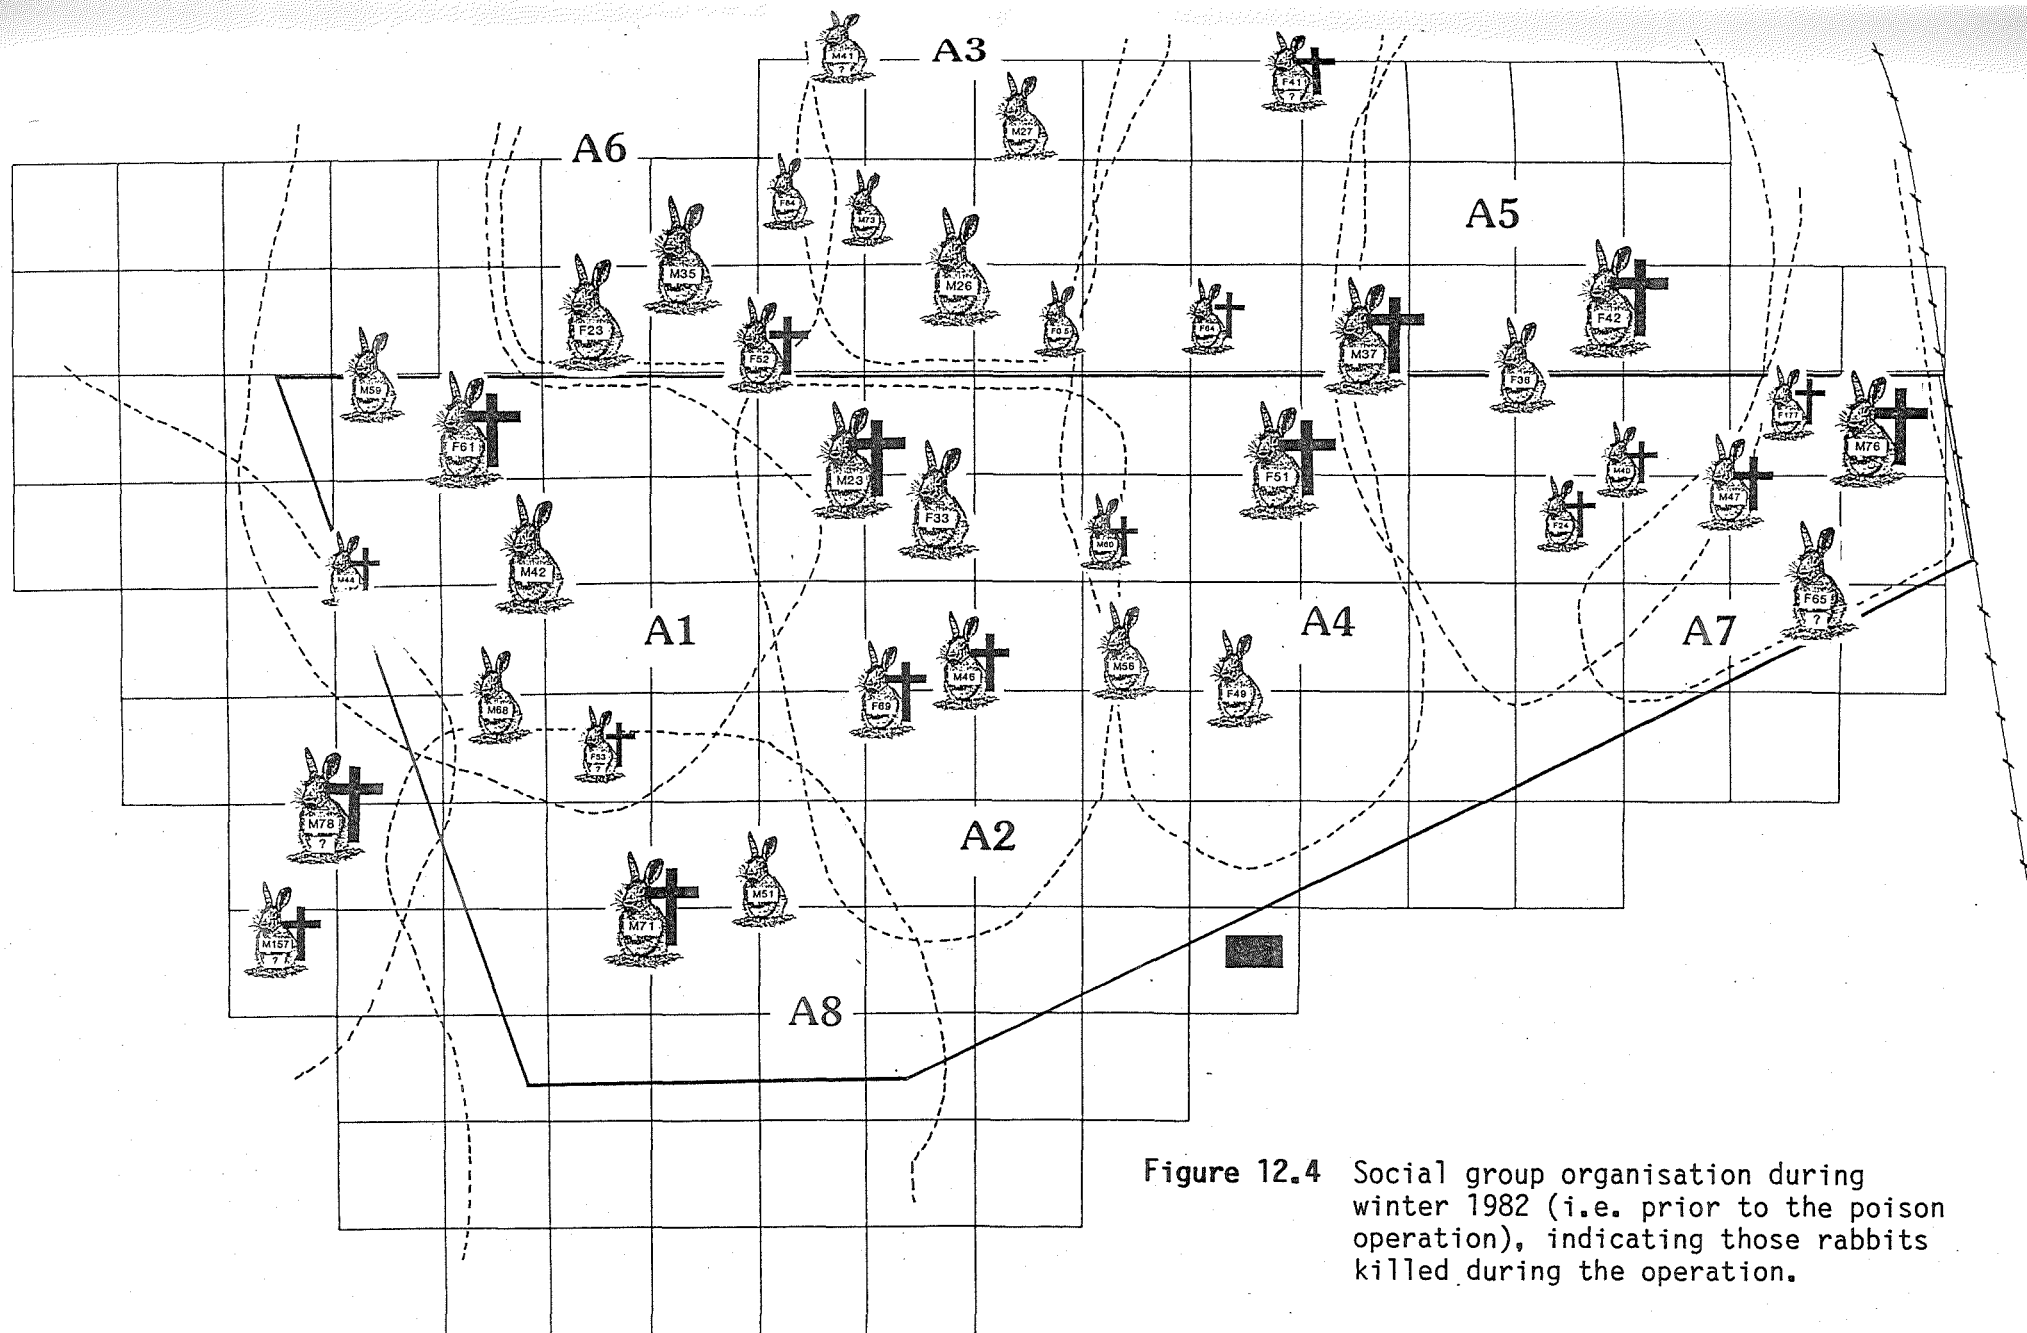 M41
?
A3
F41
?
M27
A6
F84
M73
A5
M35
M26
F42
F23
F52
F64
M37
F38
M59
F61
M23
F33
F51
F177
M76
M40
M47
F24
M44
M42
M60
F65
?
A1
A4
A7
M68
F69
M46
M56
F49
F53
?
M78
?
A2
M71
M51
M157
?
A8
Figure 12.4 Social group organisation during
winter 1982 (i.e. prior to the poison
operation), indicating those rabbits
killed during the operation.